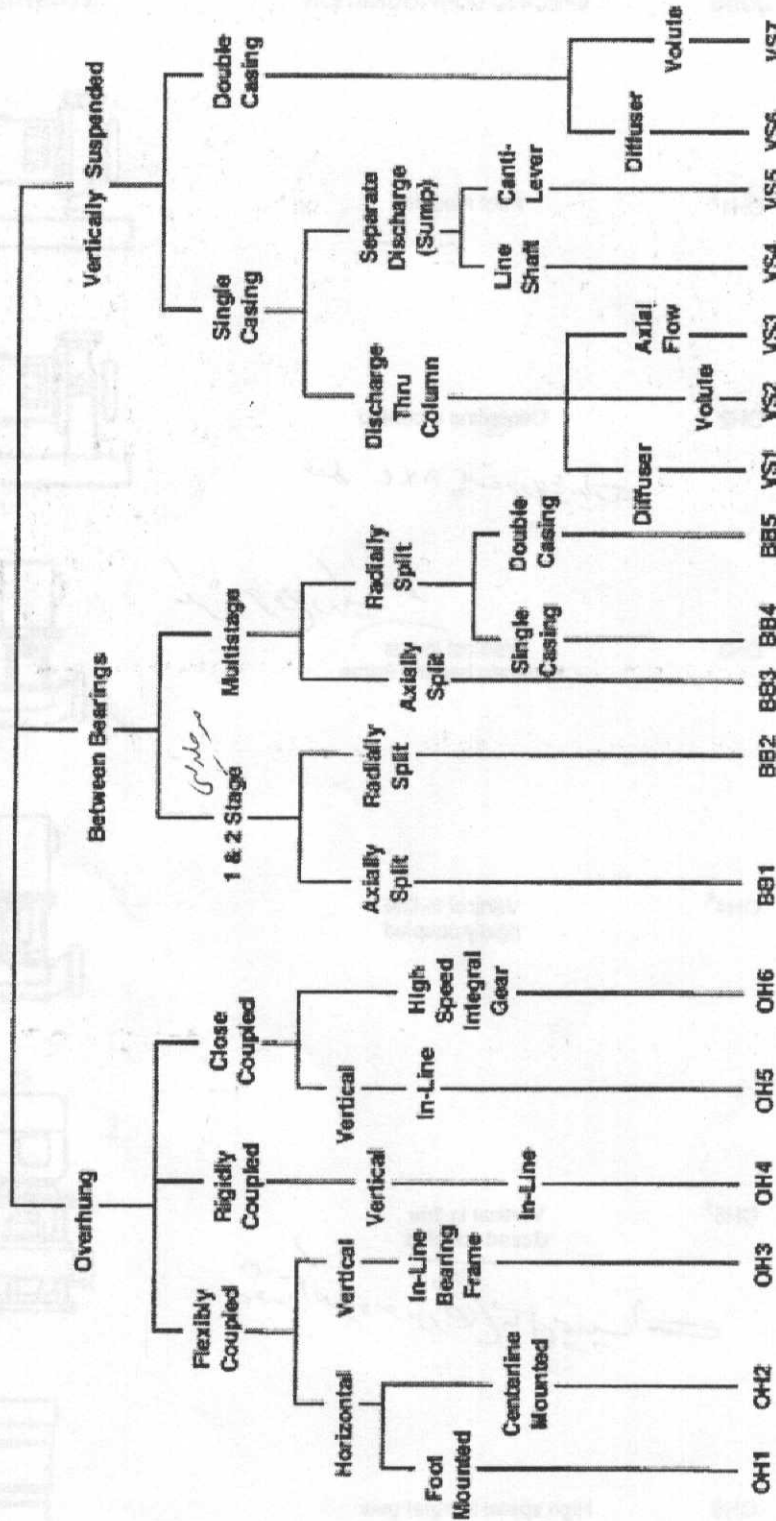 Overhung
Between Bearings
Vertically Suspended
Flexibly
Coupled
Rigidly
Coupled
Close
Coupled
1 & 2 Stage
Multistage
Single
Casing
Double
Casing
Horizontal
Vertical
Vertical
Vertical
Axially
Split
Radially
Split
Axially
Split
Radially
Split
Discharge
Thru
Column
Separate
Discharge
(Sump)
Foot
Mounted
Centerline
Mounted
In-Line
Bearing
Frame
In-Line
In-Line
High
Speed
Integral
Gear
Single
Casing
Double
Casing
Diffuser
Volute
Axial
Flow
Line
Shaft
Canti-
Lever
Diffuser
Volute
OH1 OH2 OH3 OH4 OH5 OH6 BB1 BB2 BB3 BB4 BB5 VS1 VS2 VS3 VS4 VS5 VS6 VS7